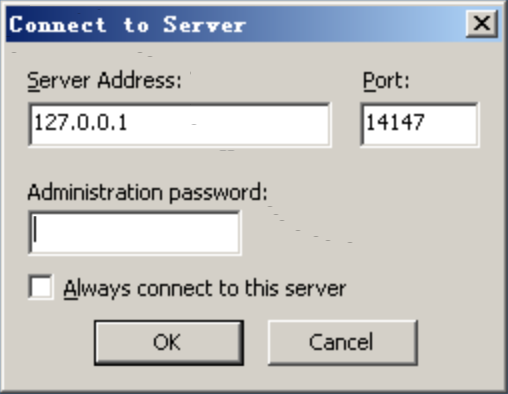 Connect to Server
Server Address: Port:
127.0.0.1 14147
Administration password:
Always connect to this server
OK Cancel